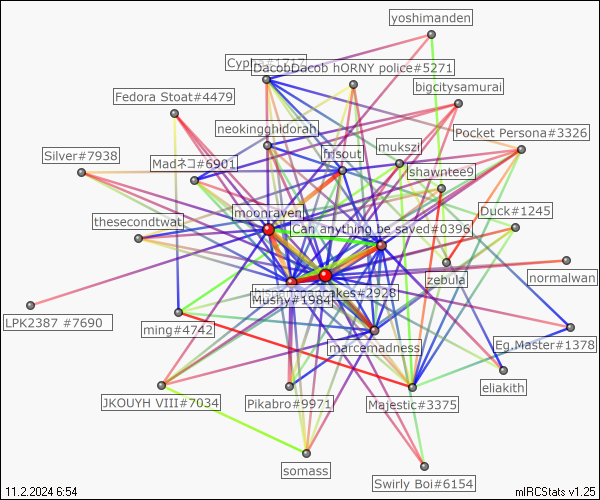 yoshimanden
Cypha#1717
DacobDacob hORNY police#5271
bigcitysamurai
Fedora Stoat#4479
neokingghidorah
Pocket Persona#3326
mukszi
frisout
Silver#7938
Madネコ#6901
shawntee9
moonraven
Duck#1245
thesecondtwat
Can anything be saved#0396
zebula
normalwan
akes#2928
Mushy#1984
LPK2387 #7690
ming#4742
Eg.Master#1378
marcemadness
eliakith
JKOUYH VIII#7034
Pikabro#9971
Majestic#3375
somass
Swirly Boi#6154
11.2.2024 6:54
mIRCStats v1.25